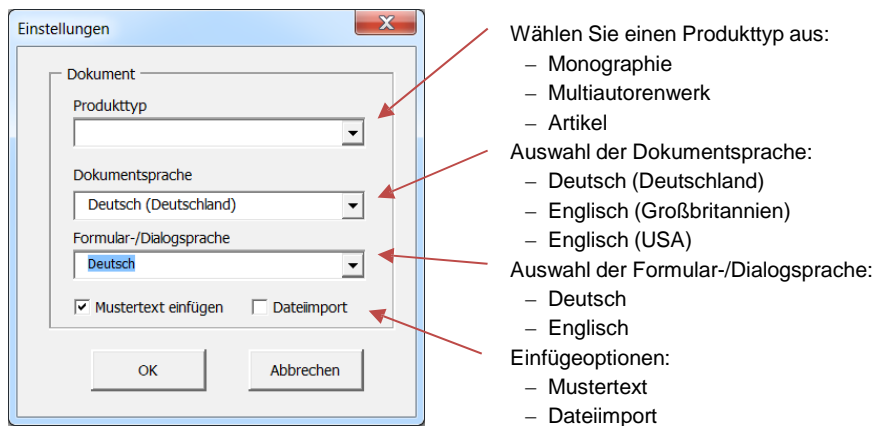 Einstellungen
Dokument
Produkttyp
Dokumentsprache
Deutsch (Deutschland)
Formular-/Dialogsprache
Deutsch
Mustertext einfügen
Dateiimport
OK
Abbrechen
Wählen Sie einen Produkttyp aus:
– Monographie
– Multiautorenwerk
– Artikel
Auswahl der Dokumentsprache:
– Deutsch (Deutschland)
– Englisch (Großbritannien)
– Englisch (USA)
Auswahl der Formular-/Dialogsprache:
– Deutsch
– Englisch
Einfügeoptionen:
– Mustertext
– Dateiimport